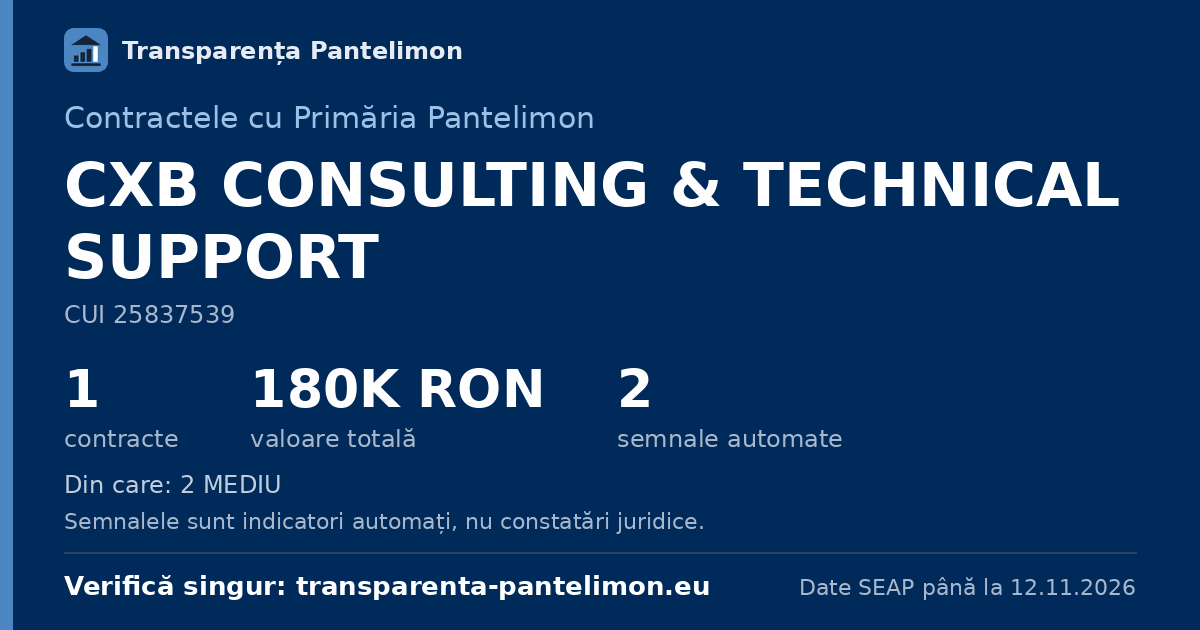 Transparența Pantelimon
Contractele cu Primăria Pantelimon
CXB CONSULTING & TECHNICAL
SUPPORT
CUI 25837539
1 180K RON 2
contracte valoare totală semnale automate
Din care: 2 MEDIU
Semnalele sunt indicatori automați, nu constatări juridice.
Verifică singur: transparenta-pantelimon.eu Date SEAP până la 12.11.2026